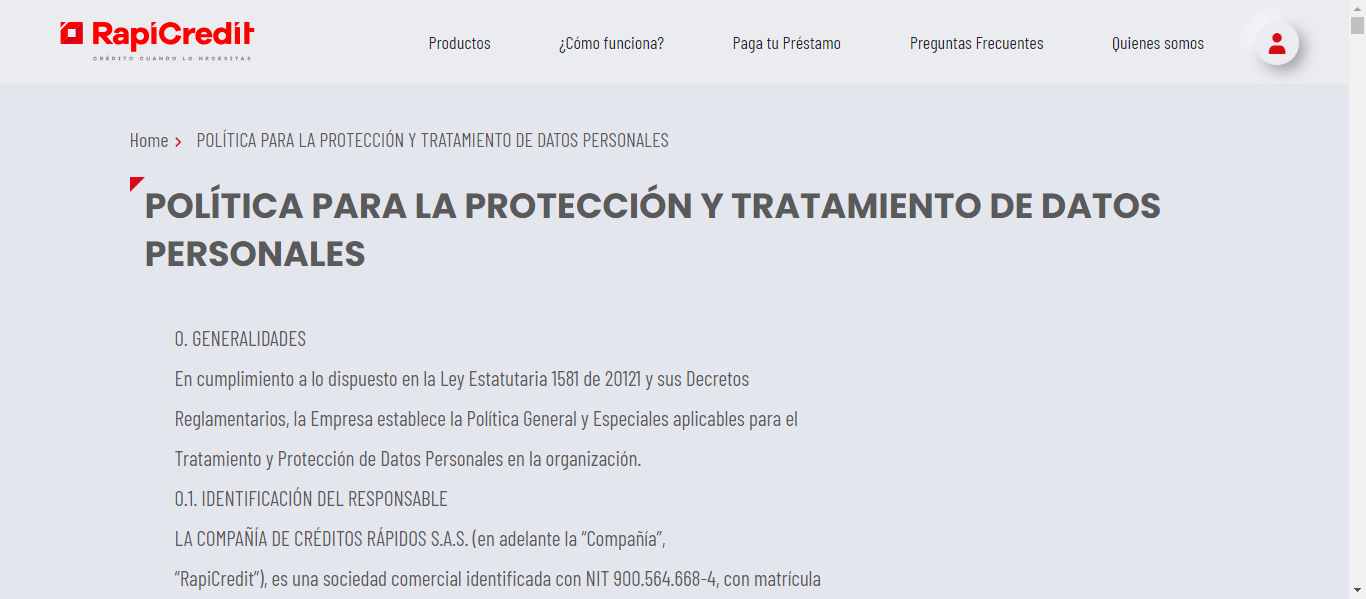 RapiCredit
CRÉDITO CUANDO LO NECESITAS
Productos
¿Cómo funciona?
Paga tu Préstamo
Preguntas Frecuentes
Quienes somos
Home
POLÍTICA PARA LA PROTECCIÓN Y TRATAMIENTO DE DATOS PERSONALES
POLÍTICA PARA LA PROTECCIÓN Y TRATAMIENTO DE DATOS
PERSONALES
0. GENERALIDADES
En cumplimiento a lo dispuesto en la Ley Estatutaria 1581 de 20121 y sus Decretos
Reglamentarios, la Empresa establece la Política General y Especiales aplicables para el
Tratamiento y Protección de Datos Personales en la organización.
0.1. IDENTIFICACIÓN DEL RESPONSABLE
LA COMPAÑÍA DE CRÉDITOS RÁPIDOS S.A.S. (en adelante la “Compañía”,
“RapiCredit”), es una sociedad comercial identificada con NIT 900.564.668-4, con matrícula